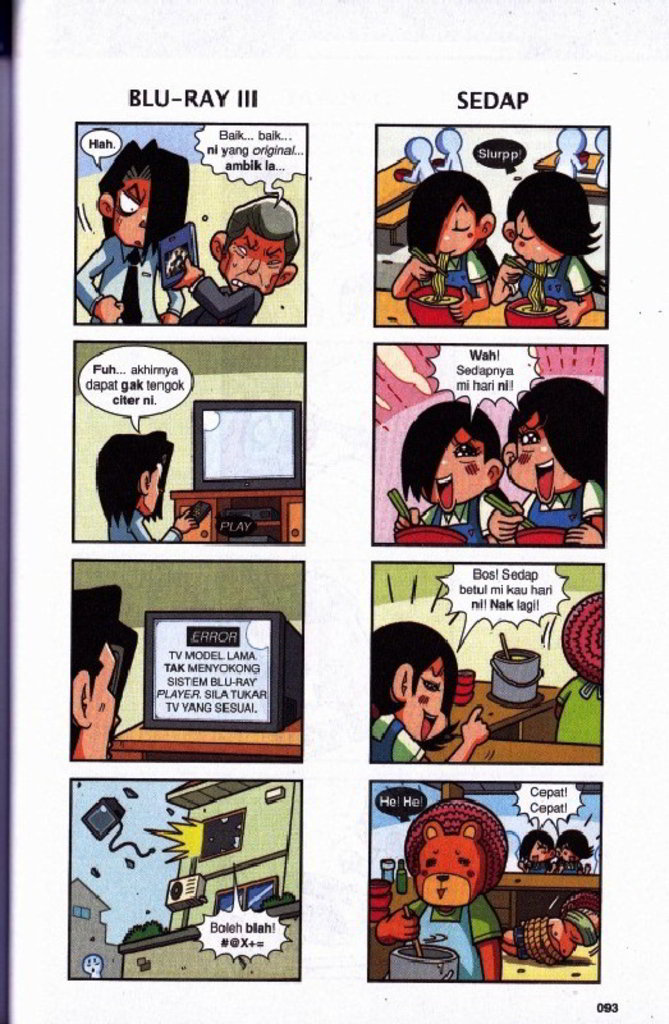 BLU-RAY III
Hiah.
Baik... baik...
ni yang original...
ambik la...
Fuh... akhirnya
dapat gak tengok
citer ni.
PLAY
ERROR
TV MODEL LAMA.
TAK MENYOKONG
SISTEM BLU-RAY
PLAYER. SILA TUKAR
TV YANG SESUAI.
Boleh blah!
#@X+=
SEDAP
Slurpp!
Wah!
Sedapnya
mi hari ni!
Bos! Sedap
betul mi kau hari
ni! Nak lagi!
He! He!
Cepat!
Cepat!
093